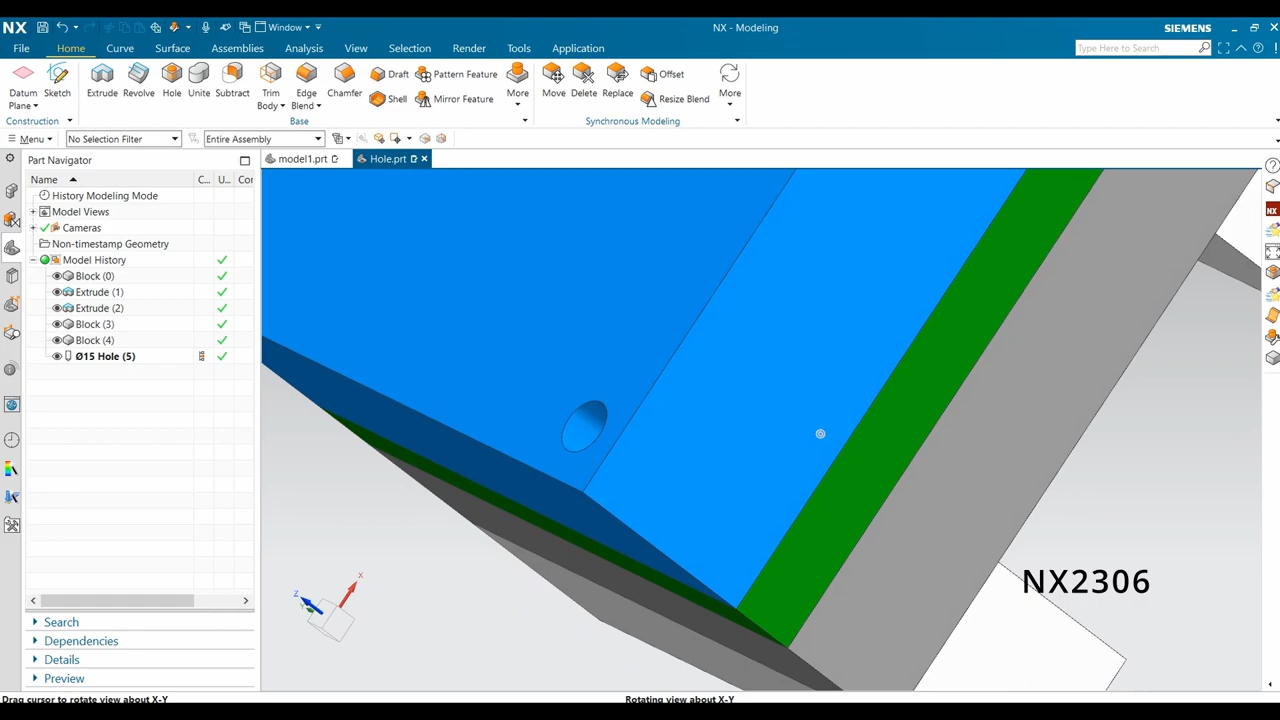 NX Window NX - Modeling SIEMENS
File Home Curve Surface Assemblies Analysis View Selection Render Tools Application Type Here to Search
Datum Plane Sketch Extrude Revolve Hole Unite Subtract Trim Body Edge Blend Chamfer Draft Shell Pattern Feature Mirror Feature More Move Delete Replace Offset Resize Blend More
Construction Base Synchronous Modeling
Menu No Selection Filter Entire Assembly
Part Navigator model1.prt Hole.prt
Name C... U... Cor
History Modeling Mode
Model Views
Cameras
Non-timestamp Geometry
Model History
Block (0)
Extrude (1)
Extrude (2)
Block (3)
Block (4)
Ø15 Hole (5)
X
Z
NX2306
Search
Dependencies
Details
Preview
Drag cursor to rotate view about X-Y Rotating view about X-Y